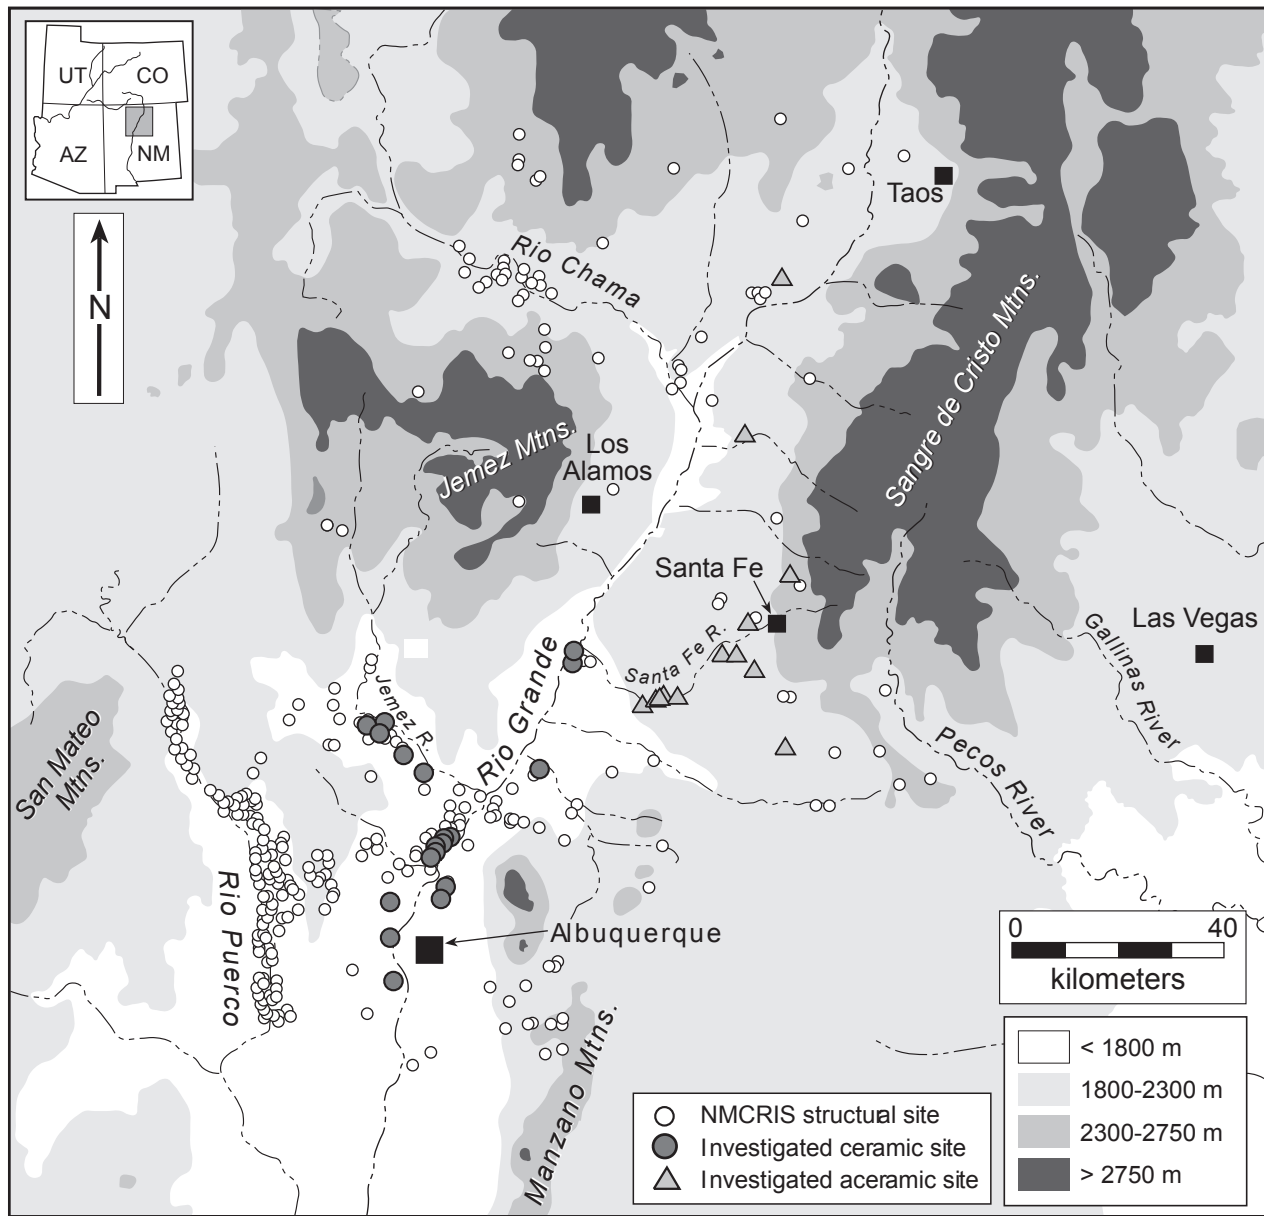 UT
CO
AZ
NM
N
Taos
Rio Chama
Sangre de Cristo Mtns.
Jemez Mtns.
Los
Alamos
Santa Fe
Las Vegas
Gallinas River
Santa Fe R.
Rio Grande
Jemez R.
San Mateo
Mtns.
Pecos River
Rio Puerco
Albuquerque
Manzano Mtns.
0 40
kilometers
< 1800 m
1800-2300 m
2300-2750 m
> 2750 m
NMCRIS structural site
Investigated ceramic site
Investigated aceramic site